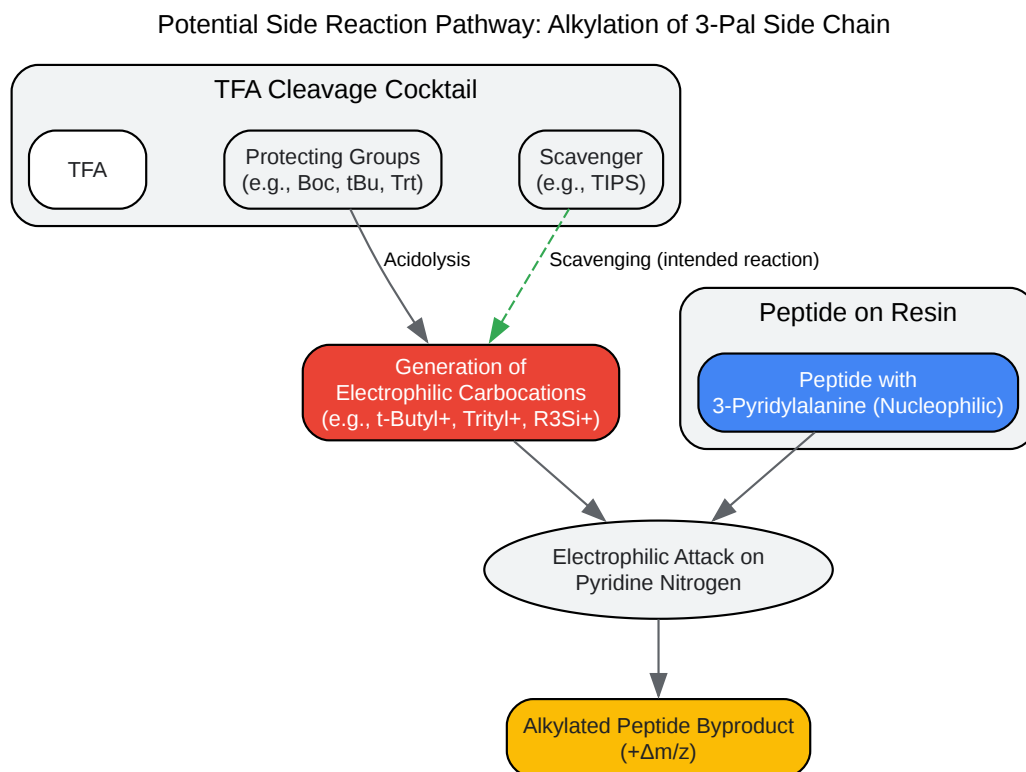 Potential Side Reaction Pathway: Alkylation of 3-Pal Side Chain
TFA Cleavage Cocktail
TFA
Protecting Groups
(e.g., Boc, tBu, Trt)
Scavenger
(e.g., TIPS)
Acidolysis
Scavenging (intended reaction)
Peptide on Resin
Generation of
Electrophilic Carbocations
(e.g., t-Butyl+, Trityl+, R3Si+)
Peptide with
3-Pyridylalanine (Nucleophilic)
Electrophilic Attack on
Pyridine Nitrogen
Alkylated Peptide Byproduct
(+Δm/z)